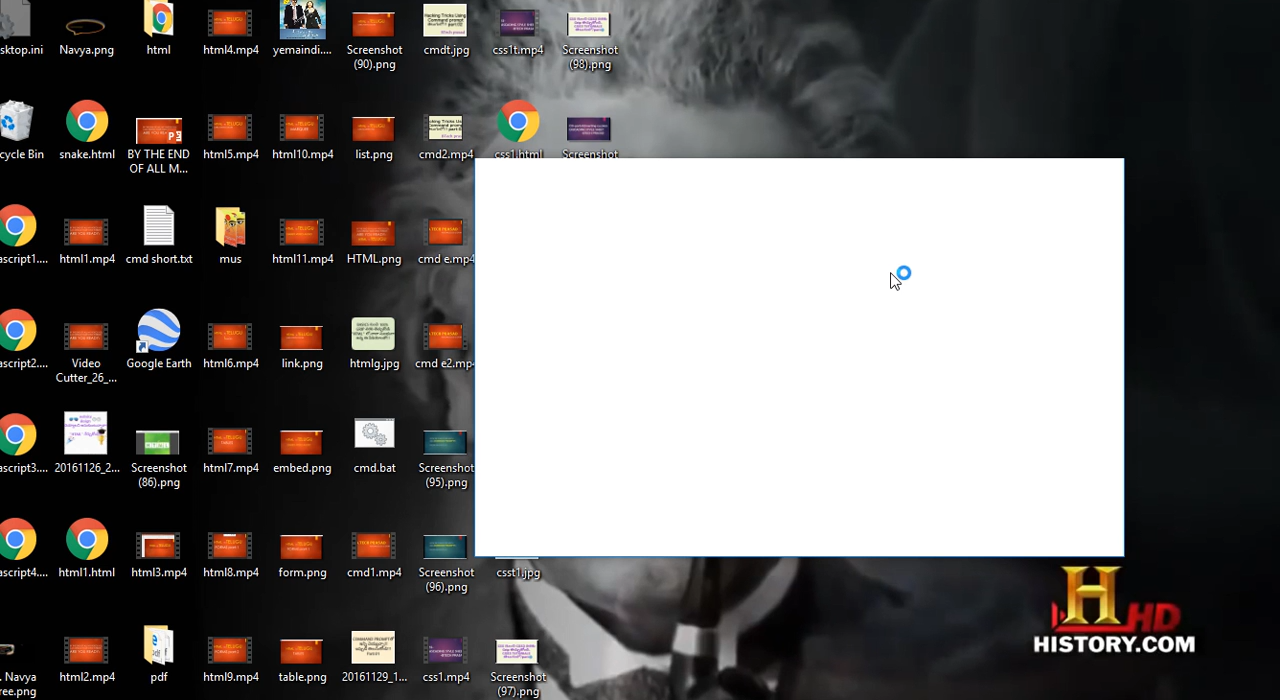 sktop.ini
Navya.png
html
html4.mp4
yemaindi....
Screenshot
(90).png
cmdt.jpg
css1t.mp4
Screenshot
(98).png
cycle Bin
snake.html
BY THE END
OF ALL M...
html5.mp4
html10.mp4
list.png
cmd2.mp4
css1.html
Screenshot
ascript1....
html1.mp4
cmd short.txt
mus
html11.mp4
HTML.png
cmd e.mp4
ascript2....
Video
Cutter_26_...
Google Earth
html6.mp4
link.png
htmlg.jpg
cmd e2.mp4
ascript3....
20161126_2...
Screenshot
(86).png
html7.mp4
embed.png
cmd.bat
Screenshot
(95).png
ascript4....
html1.html
html3.mp4
html8.mp4
form.png
cmd1.mp4
Screenshot
(96).png
csst1.jpg
Navya
ree.png
html2.mp4
pdf
html9.mp4
table.png
20161129_1...
css1.mp4
Screenshot
(97).png
H HD
HISTORY.COM